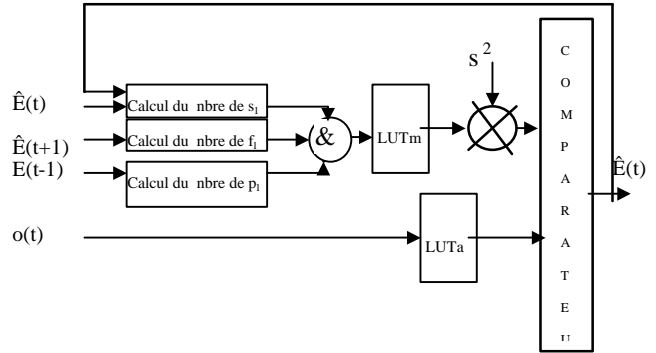 Ê(t)
Ê(t+1)
E(t-1)
o(t)
Calcul du nbre de s₁
Calcul du nbre de f₁
Calcul du nbre de p₁
&
LUTm
s ²
LUTa
C
O
M
P
A
R
A
T
E
U
Ê(t)